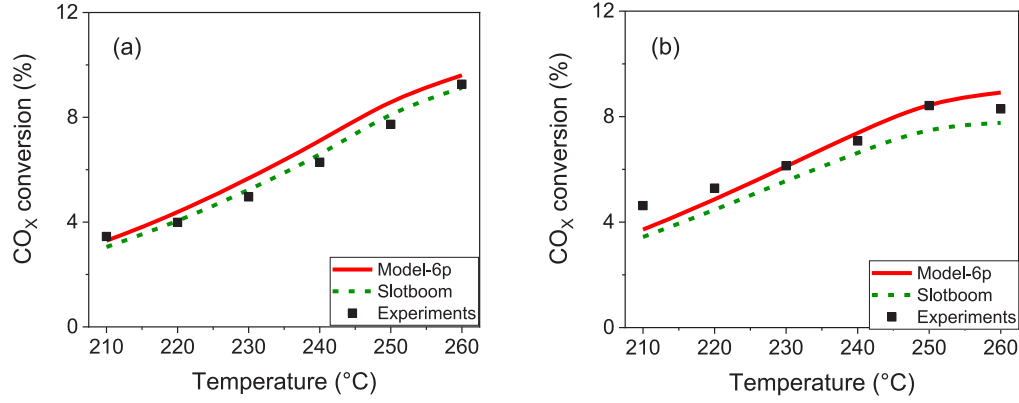 (a)
COX conversion (%)
12
8
4
0
210 220 230 240 250 260
Temperature (°C)
Model-6p
Slotboom
Experiments
(b)
COX conversion (%)
12
8
4
0
210 220 230 240 250 260
Temperature (°C)
Model-6p
Slotboom
Experiments